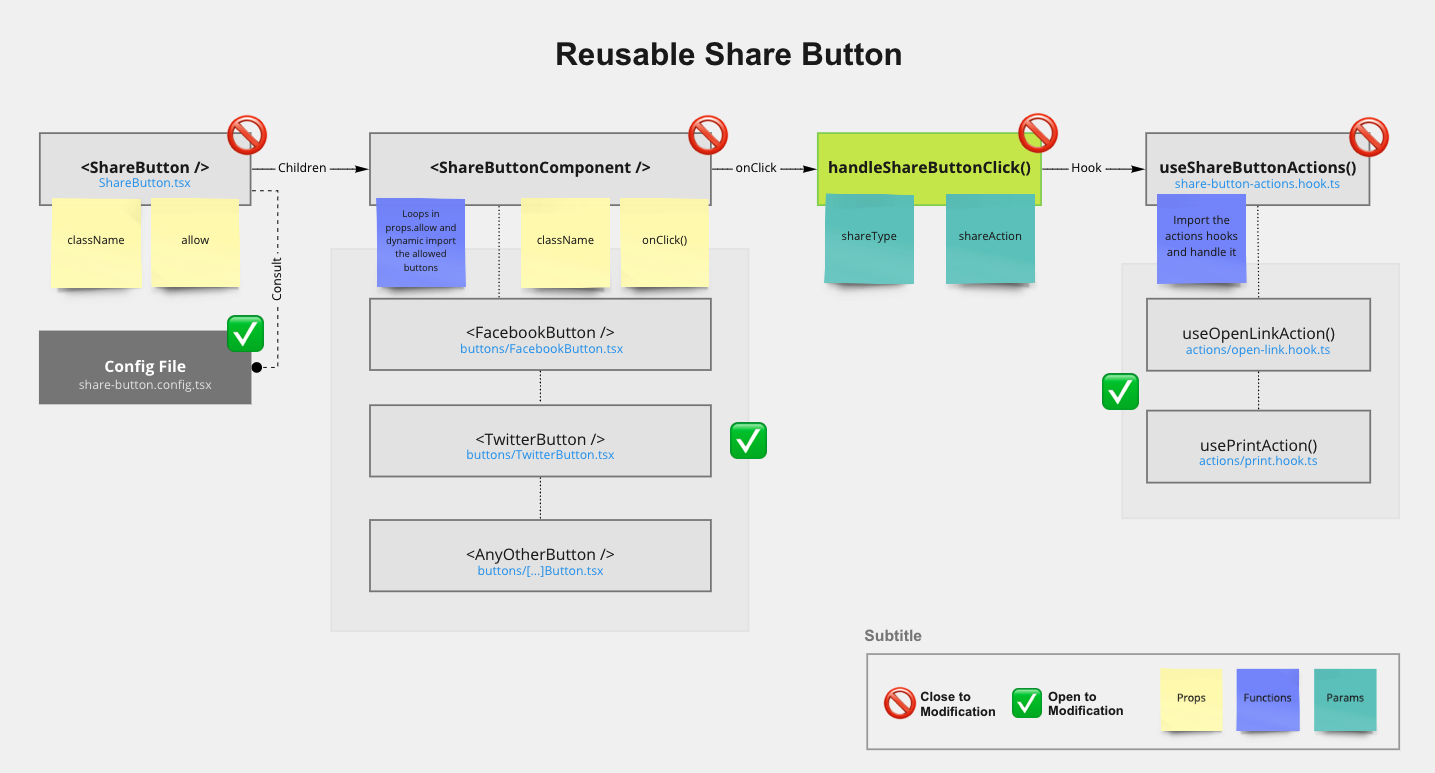 Reusable Share Button
<ShareButton />
ShareButton.tsx
Children
<ShareButtonComponent />
onClick
handleShareButtonClick()
Hook
useShareButtonActions()
share-button-actions.hook.ts
className
allow
Loops in
props.allow and
dynamic import
the allowed
buttons
className
onClick()
shareType
shareAction
Import the
actions hooks
and handle it
Consult
Config File
share-button.config.tsx
<FacebookButton />
buttons/FacebookButton.tsx
<TwitterButton />
buttons/TwitterButton.tsx
<AnyOtherButton />
buttons/[...]Button.tsx
useOpenLinkAction()
actions/open-link.hook.ts
usePrintAction()
actions/print.hook.ts
Subtitle
Close to
Modification
Open to
Modification
Props
Functions
Params